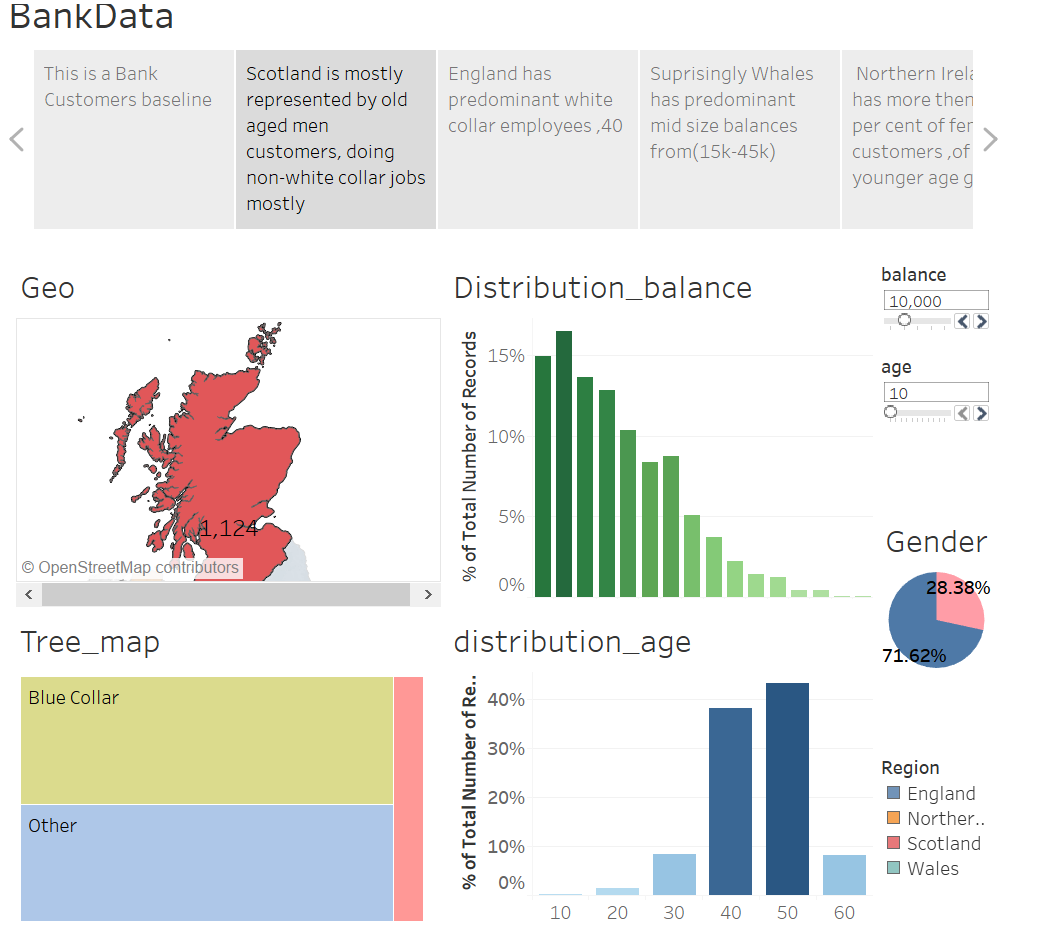 BankData
This is a Bank
Customers baseline
Scotland is mostly
represented by old
aged men
customers, doing
non-white collar jobs
mostly
England has
predominant white
collar employees ,40
Suprisingly Whales
has predominant
mid size balances
from(15k-45k)
Northern Irela
has more then
per cent of fer
customers ,of
younger age g
Geo
1,124
© OpenStreetMap contributors
Distribution_balance
% of Total Number of Records
15%
10%
5%
0%
balance
10,000
age
10
Gender
28.38%
71.62%
Tree_map
Blue Collar
Other
distribution_age
% of Total Number of Re..
40%
30%
20%
10%
0%
10 20 30 40 50 60
Region
England
Norther..
Scotland
Wales